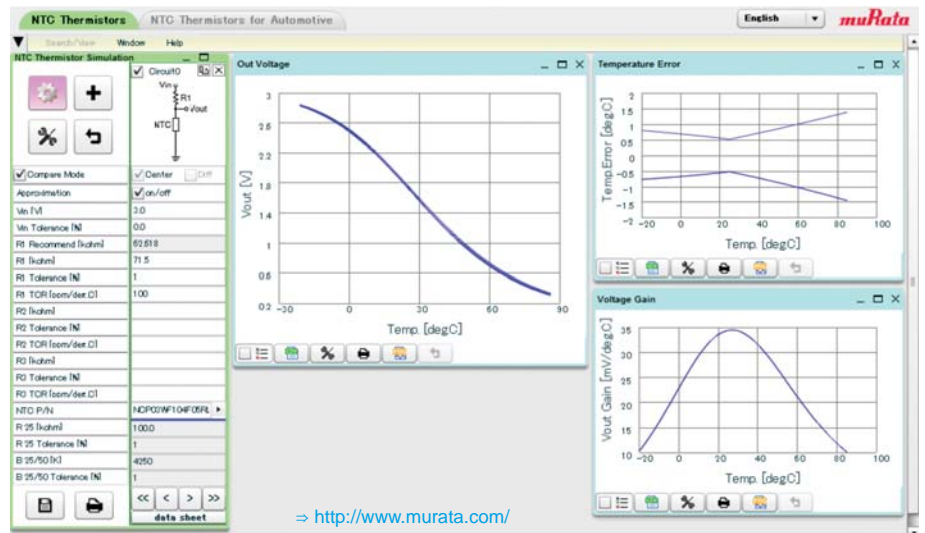 NTC Thermistors NTC Thermistors for Automotive English muRata
Search/View Window Help
NTC Thermistor Simulation
Circuit0
Vin
R1
Vout
NTC
Compare Mode Center Diff
Approximation on/off
Vin [V] 3.0
Vin Tolerance [%] 0.0
R1 Recommend [kohm] 62.618
R1 [kohm] 71.5
R1 Tolerance [%] 1
R1 TCR [ppm/deg.C] 100
R2 [kohm]
R2 Tolerance [%]
R2 TCR [ppm/deg.C]
R3 [kohm]
R3 Tolerance [%]
R3 TCR [ppm/deg.C]
NTC P/N
R 25 [kohm] 100.0
R 25 Tolerance [%] 1
B 25/50 [K] 4250
B 25/50 Tolerance [%] 1
<< < > >>
data sheet
Out Voltage
Vout [V]
3
2.6
2.2
1.8
1.4
1
0.6
0.2
-30 0 30 60 90
Temp. [deg.C]
Temperature Error
Temp.Error [deg.C]
2
1.5
1
0.5
0
-0.5
-1
-1.5
-2
-20 0 20 40 60 80 100
Temp. [deg.C]
Voltage Gain
Vout Gain [mV/deg.C]
35
30
25
20
15
10
-20 0 20 40 60 80 100
Temp. [deg.C]
⇒ http://www.murata.com/